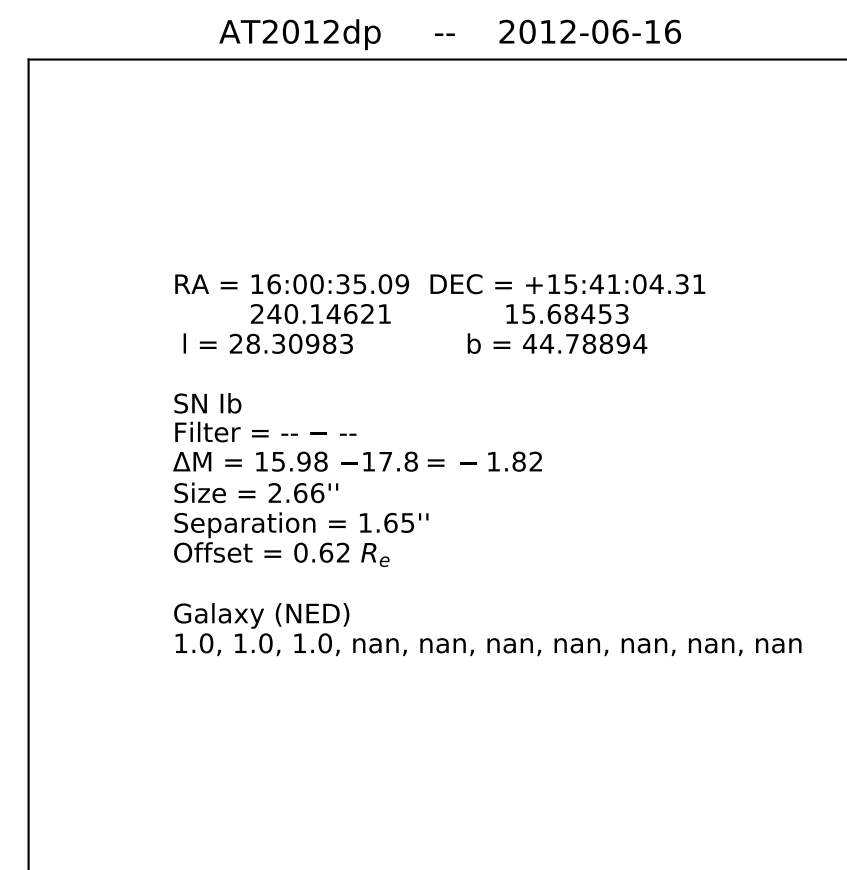 AT2012dp -- 2012-06-16
RA = 16:00:35.09 DEC = +15:41:04.31
240.14621 15.68453
l = 28.30983 b = 44.78894
SN Ib
Filter = -- − --
ΔM = 15.98 −17.8 = − 1.82
Size = 2.66''
Separation = 1.65''
Offset = 0.62 Re
Galaxy (NED)
1.0, 1.0, 1.0, nan, nan, nan, nan, nan, nan, nan